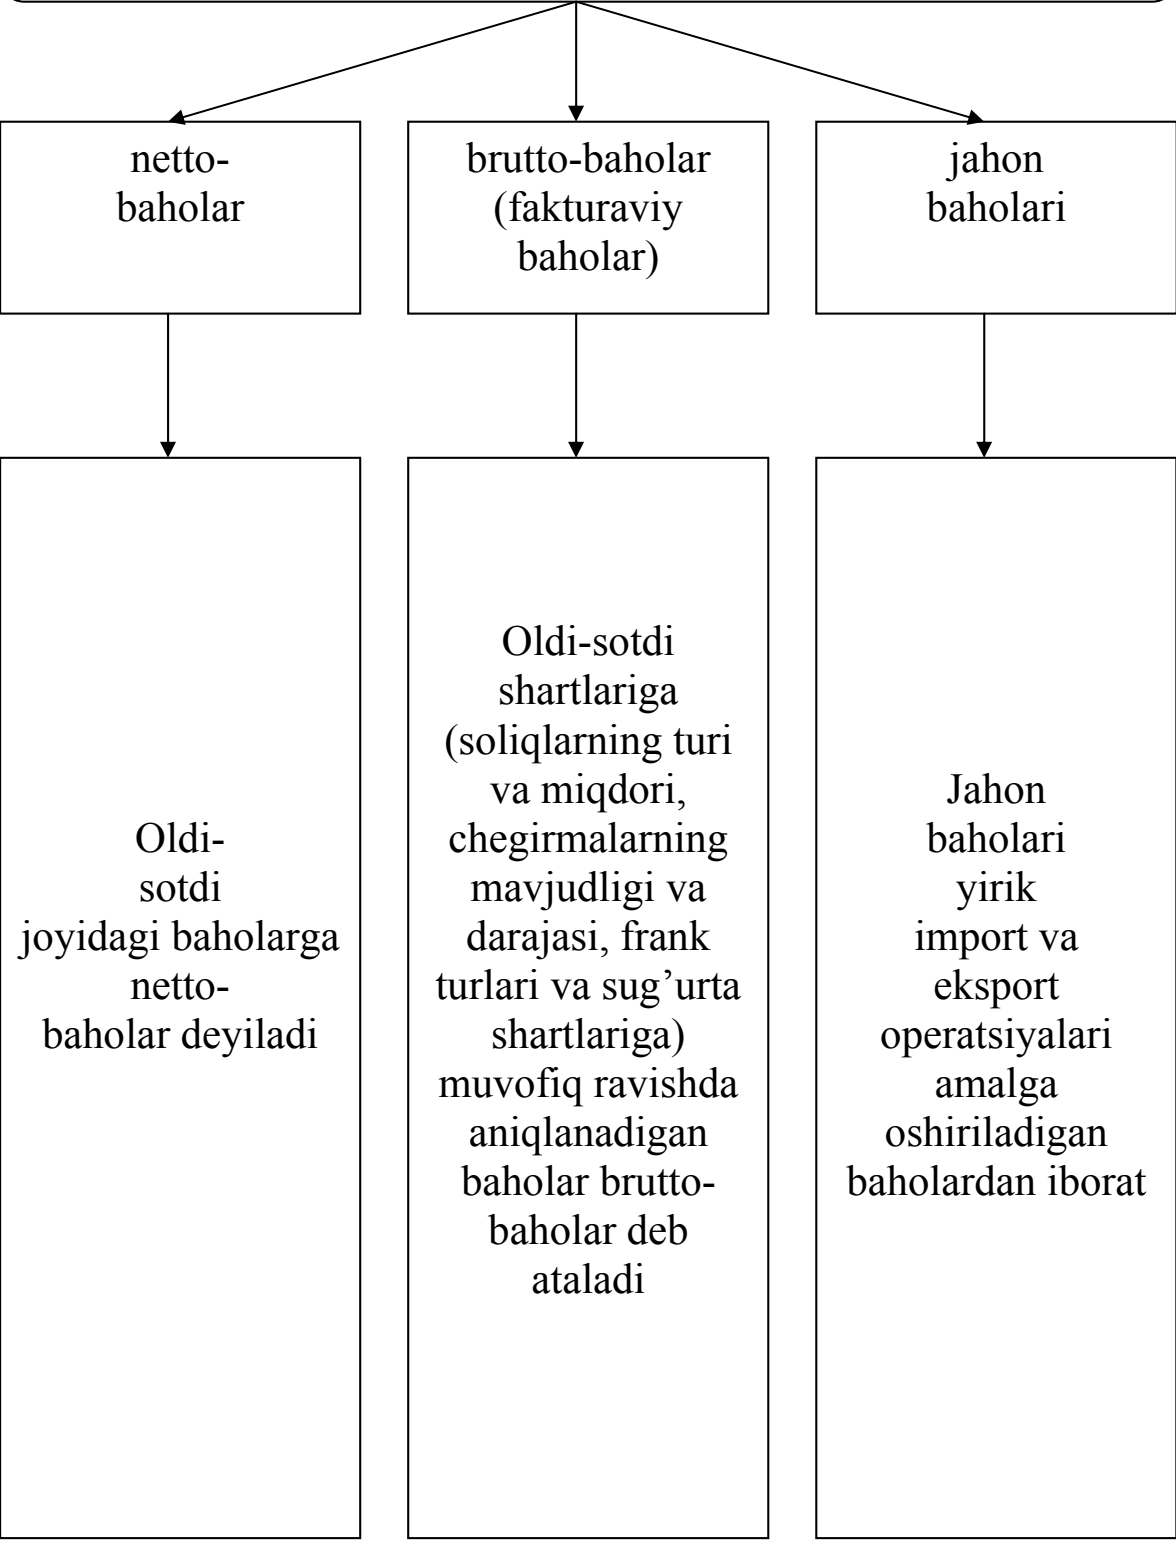 netto-
baholar
brutto-baholar
(fakturaviy
baholar)
jahon
baholari
Oldi-
sotdi
joyidagi baholarga
netto-
baholar deyiladi
Oldi-sotdi
shartlariga
(soliqlarning turi
va miqdori,
chegirmalarning
mavjudligi va
darajasi, frank
turlari va sug’urta
shartlariga)
muvofiq ravishda
aniqlanadigan
baholar brutto-
baholar deb
ataladi
Jahon
baholari
yirik
import va
eksport
operatsiyalari
amalga
oshiriladigan
baholardan iborat